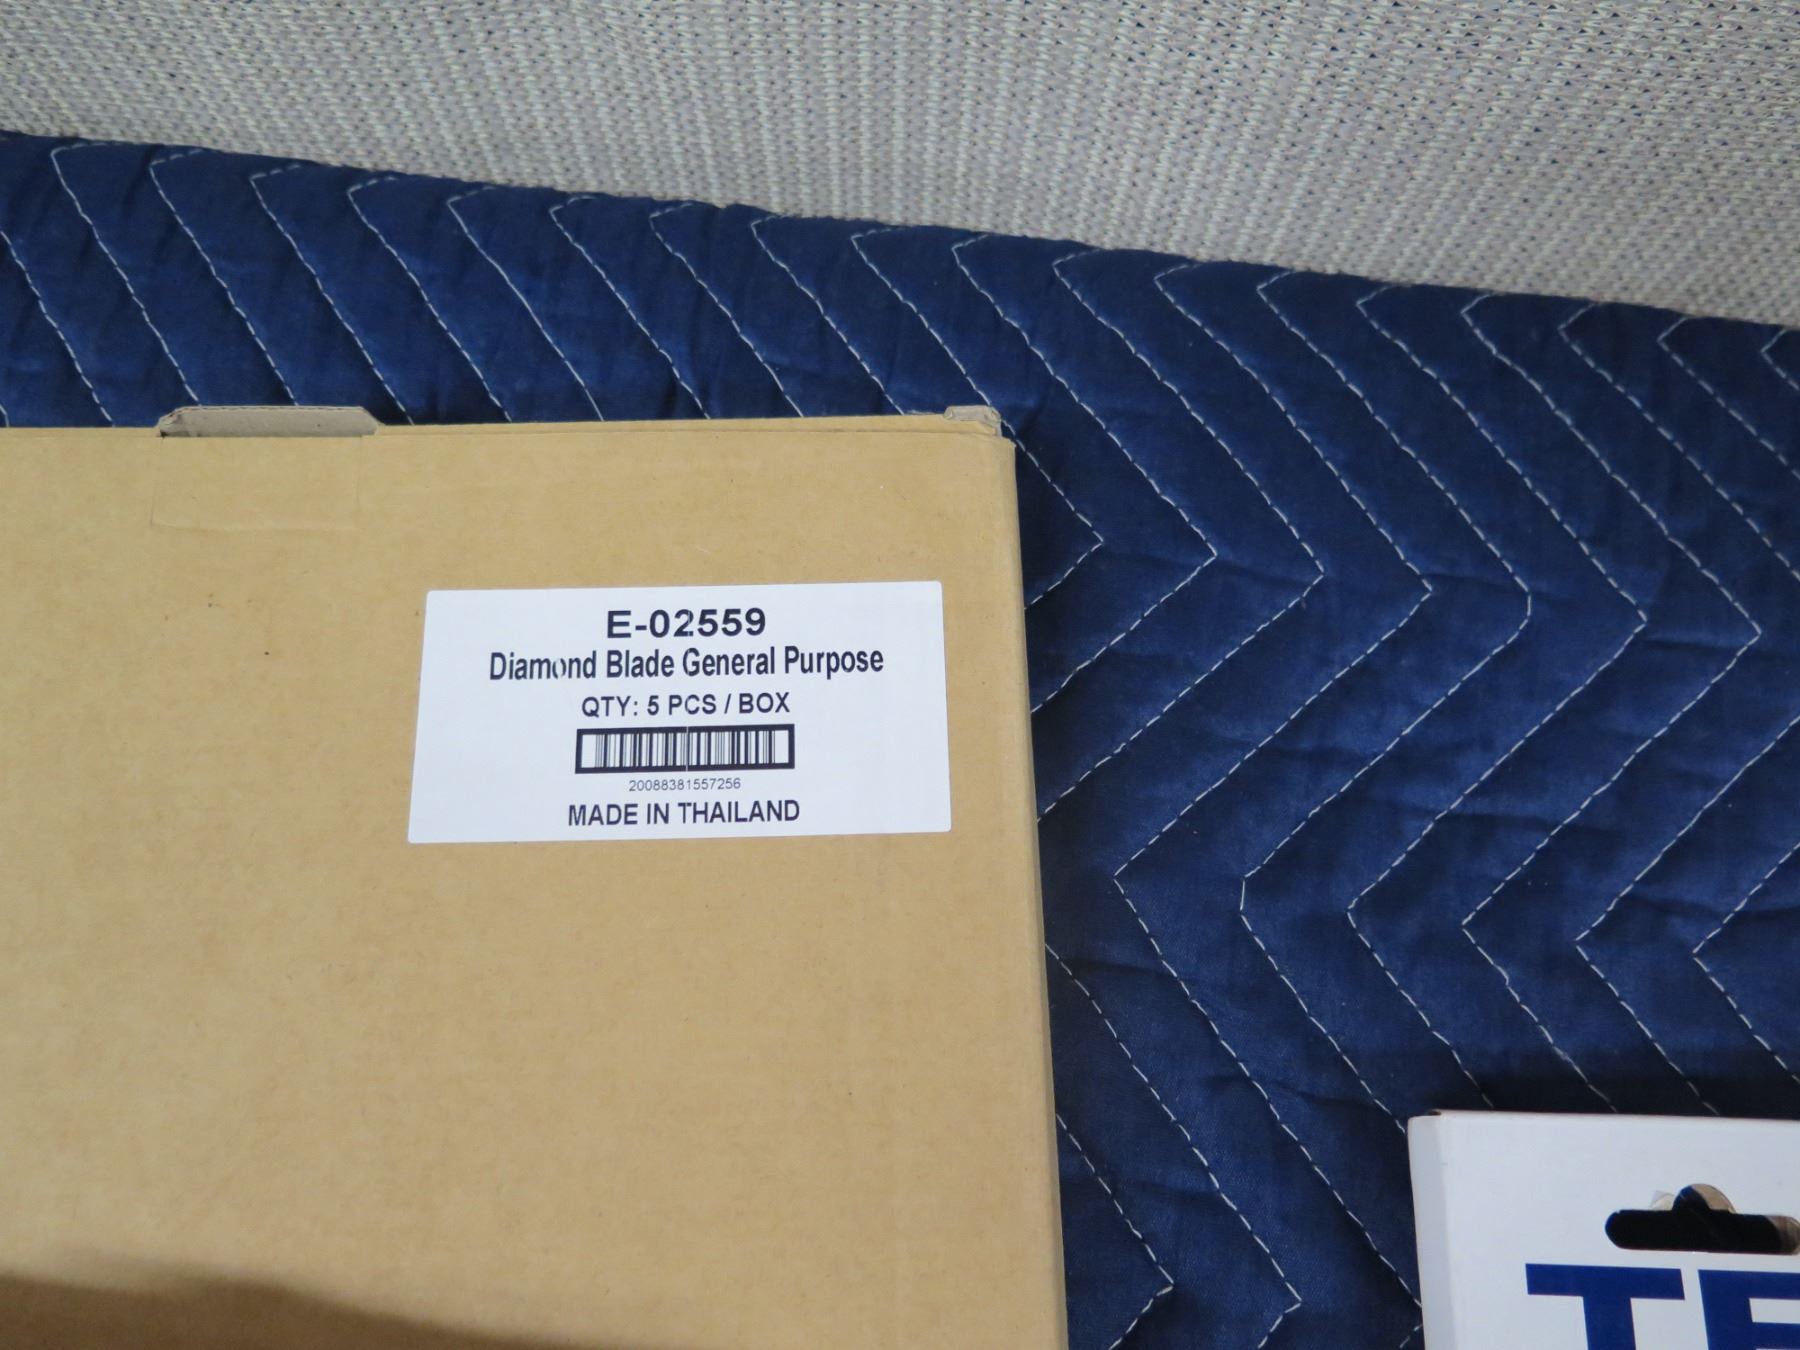 E-02559
Diamond Blade General Purpose
QTY: 5 PCS / BOX
20088381557256
MADE IN THAILAND